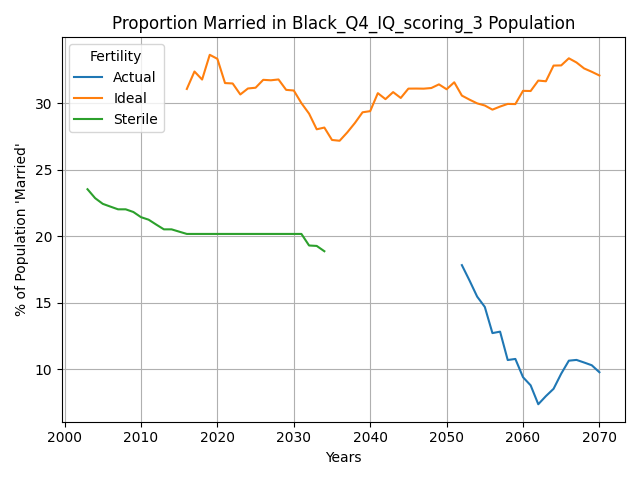 Proportion Married in Black_Q4_IQ_scoring_3 Population
Fertility
Actual
Ideal
Sterile
% of Population 'Married'
30
25
20
15
10
2000
2010
2020
2030
2040
2050
2060
2070
Years